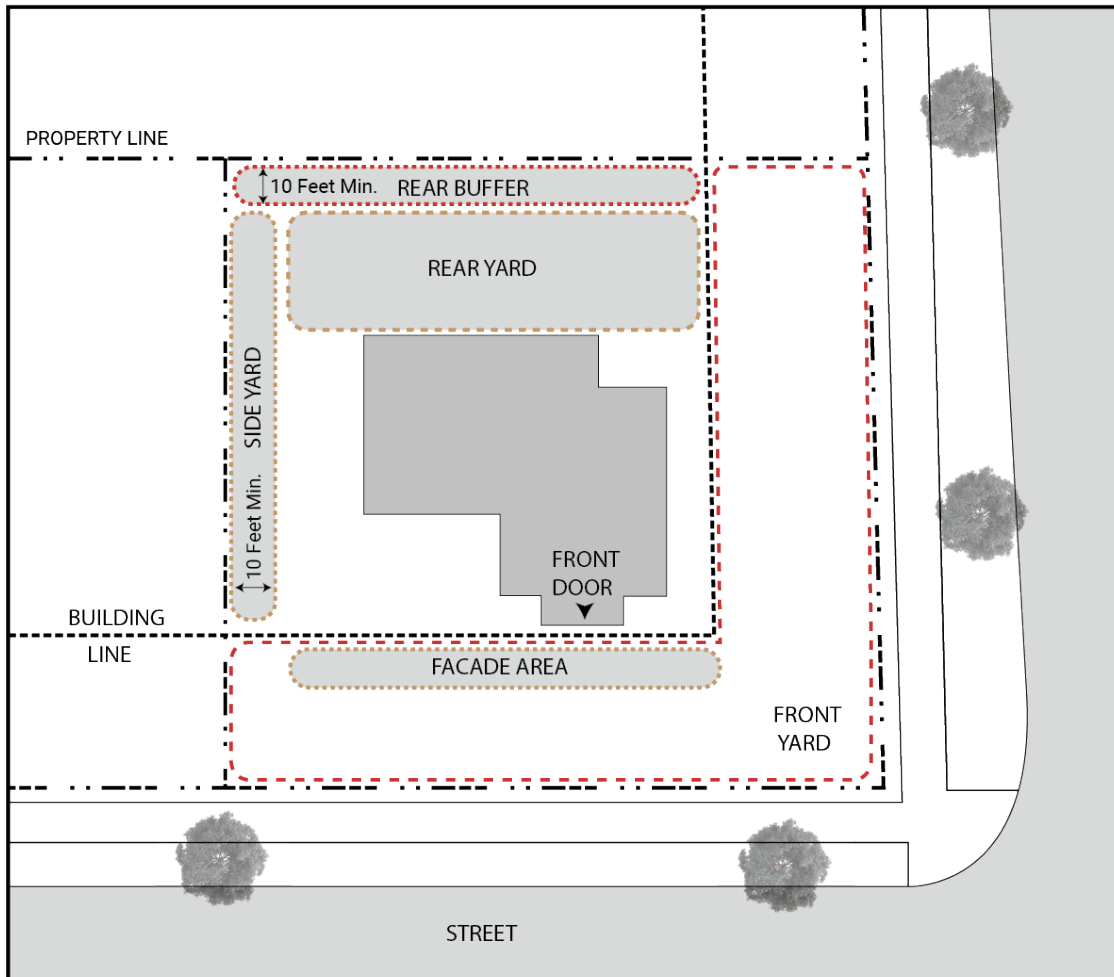 PROPERTY LINE
10 Feet Min.
REAR BUFFER
REAR YARD
SIDE YARD
10 Feet Min.
FRONT
DOOR
BUILDING
LINE
FACADE AREA
FRONT
YARD
STREET